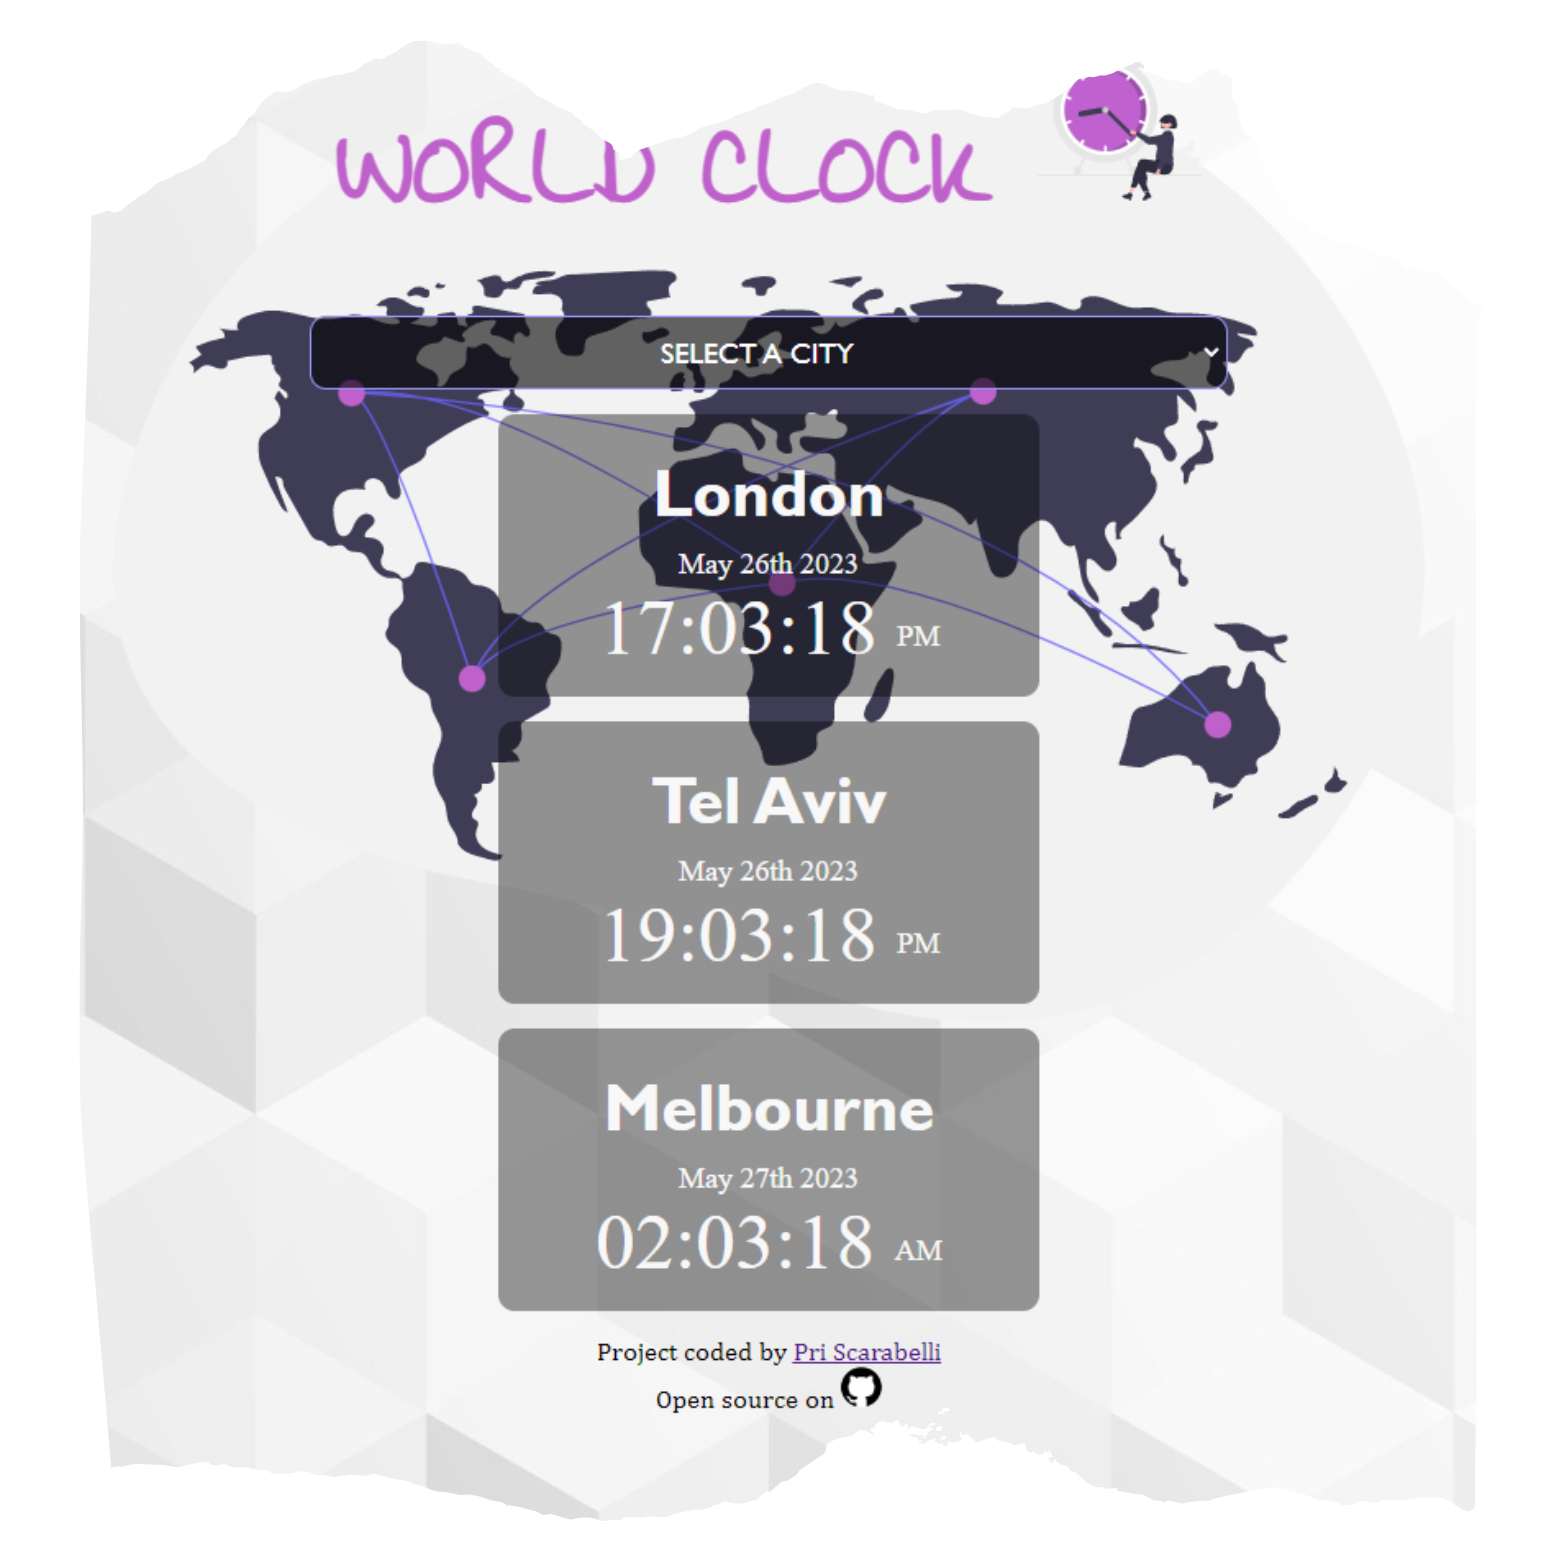 WORLD CLOCK
SELECT A CITY
London
May 26th 2023
17:03:18 PM
Tel Aviv
May 26th 2023
19:03:18 PM
Melbourne
May 27th 2023
02:03:18 AM
Project coded by Pri Scarabelli
Open source on